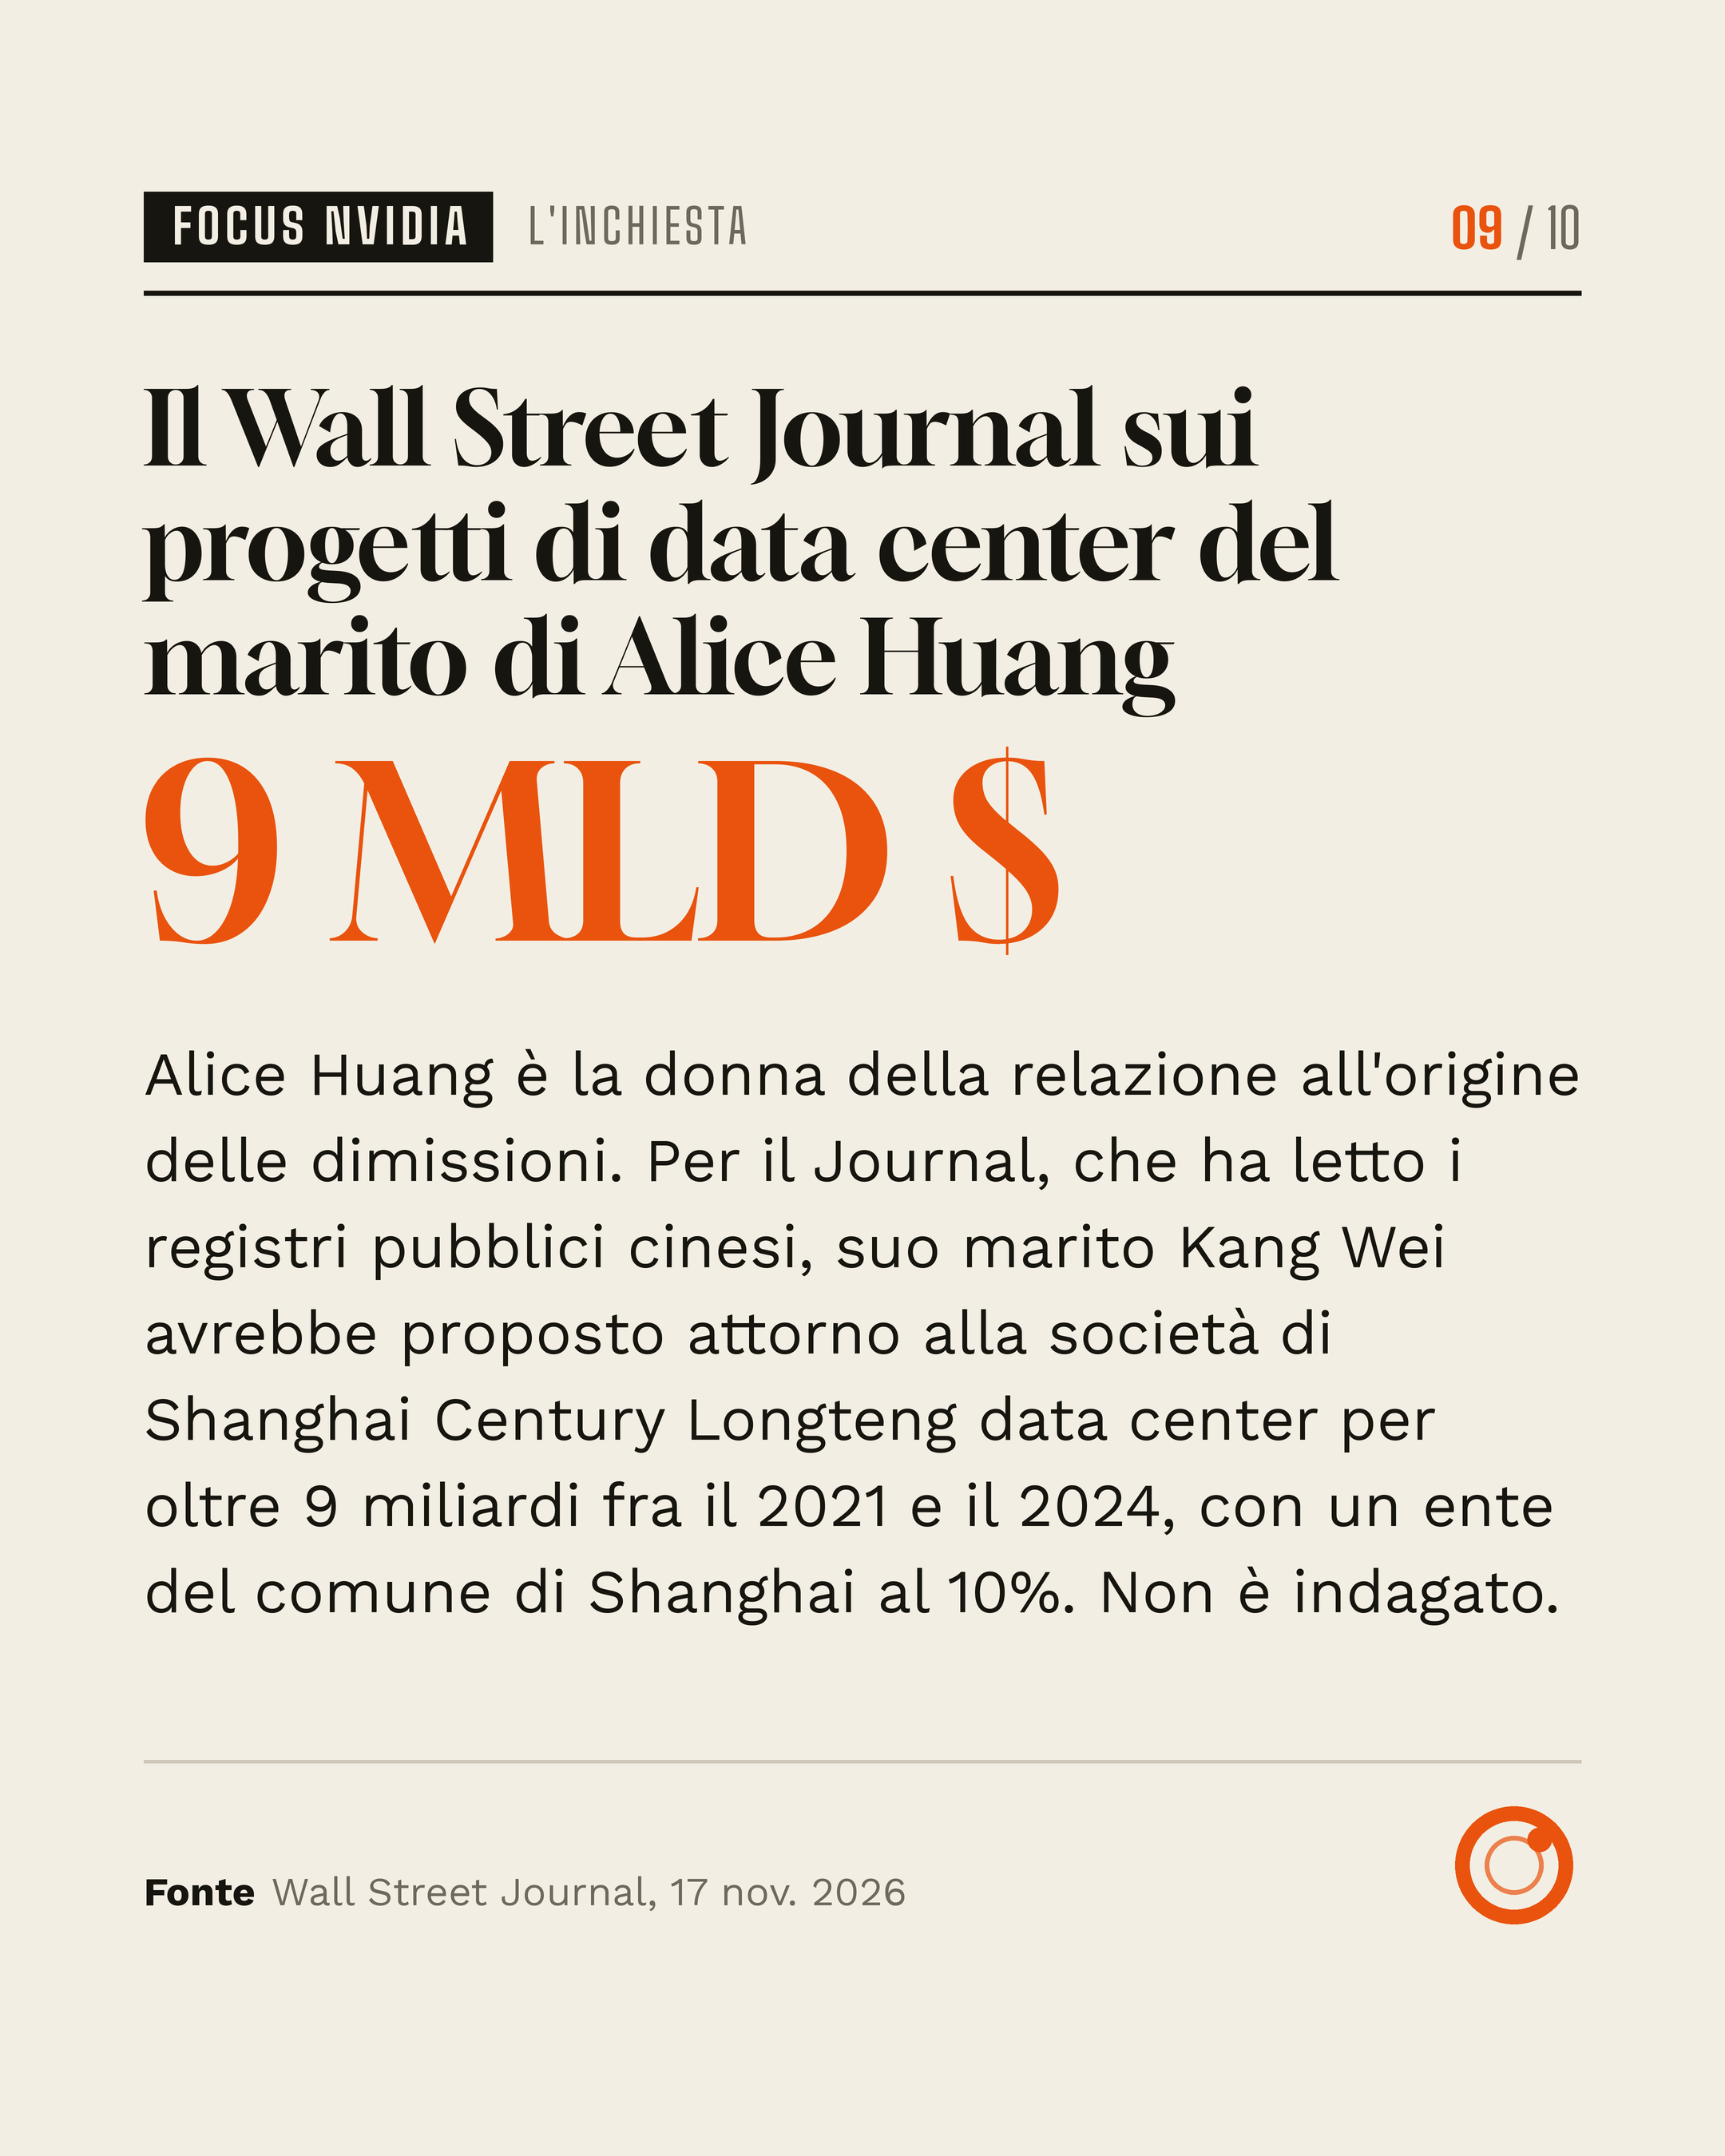 FOCUS NVIDIA L'INCHIESTA 09 / 10
Il Wall Street Journal sui
progetti di data center del
marito di Alice Huang
9 MLD $
Alice Huang è la donna della relazione all'origine
delle dimissioni. Per il Journal, che ha letto i
registri pubblici cinesi, suo marito Kang Wei
avrebbe proposto attorno alla società di
Shanghai Century Longteng data center per
oltre 9 miliardi fra il 2021 e il 2024, con un ente
del comune di Shanghai al 10%. Non è indagato.
Fonte Wall Street Journal, 17 nov. 2026